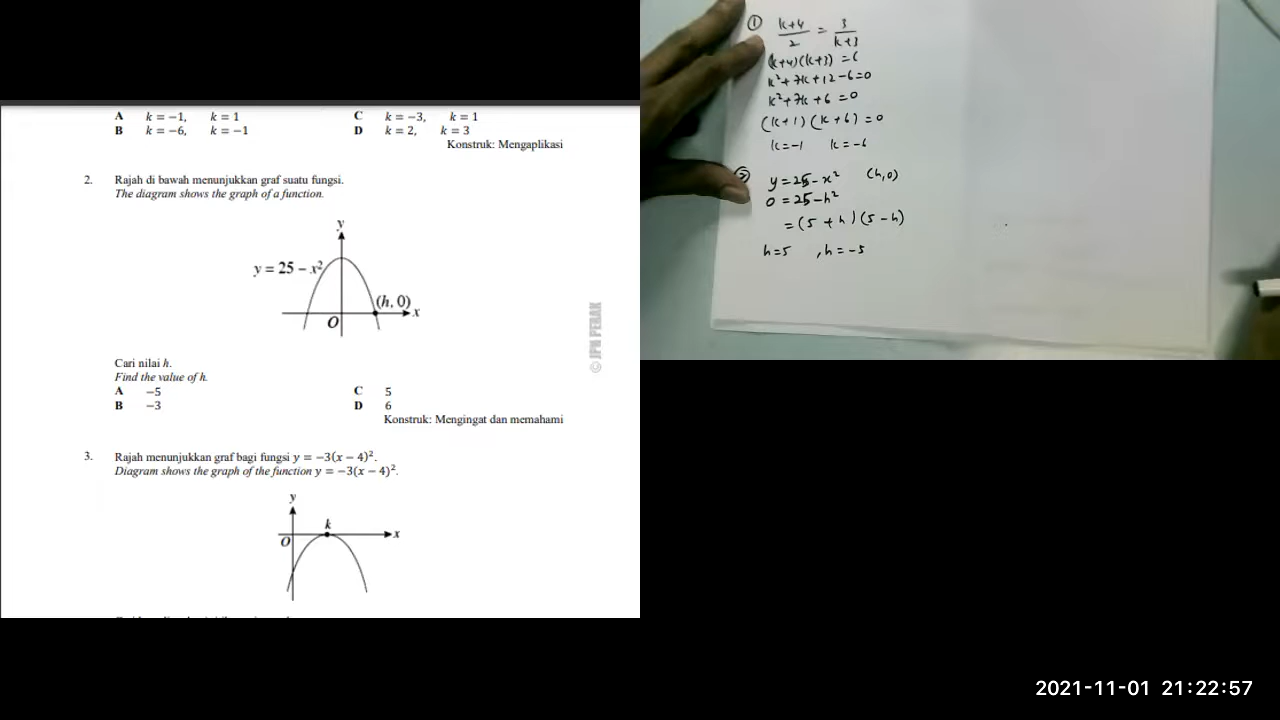 A k = −1, k = 1 C k = −3, k = 1
B k = −6, k = −1 D k = 2, k = 3
Konstruk: Mengaplikasi
2. Rajah di bawah menunjukkan graf suatu fungsi.
The diagram shows the graph of a function.
y
y = 25 − x²
(h, 0)
x
O
Cari nilai h.
Find the value of h.
A −5 C 5
B −3 D 6
Konstruk: Mengingat dan memahami
3. Rajah menunjukkan graf bagi fungsi y = −3(x − 4)².
Diagram shows the graph of the function y = −3(x − 4)².
y
k
x
O
© JPN PERAK
① (k+4)/2 = 3/(k+3)
(k+4)(k+3) = 6
k²+7k+12−6=0
k²+7k+6=0
(k+1)(k+6)=0
k=−1 k=−6
② y=25−x² (h,0)
0=25−h²
=(5+h)(5−h)
h=5 , h=−5
2021-11-01 21:22:57